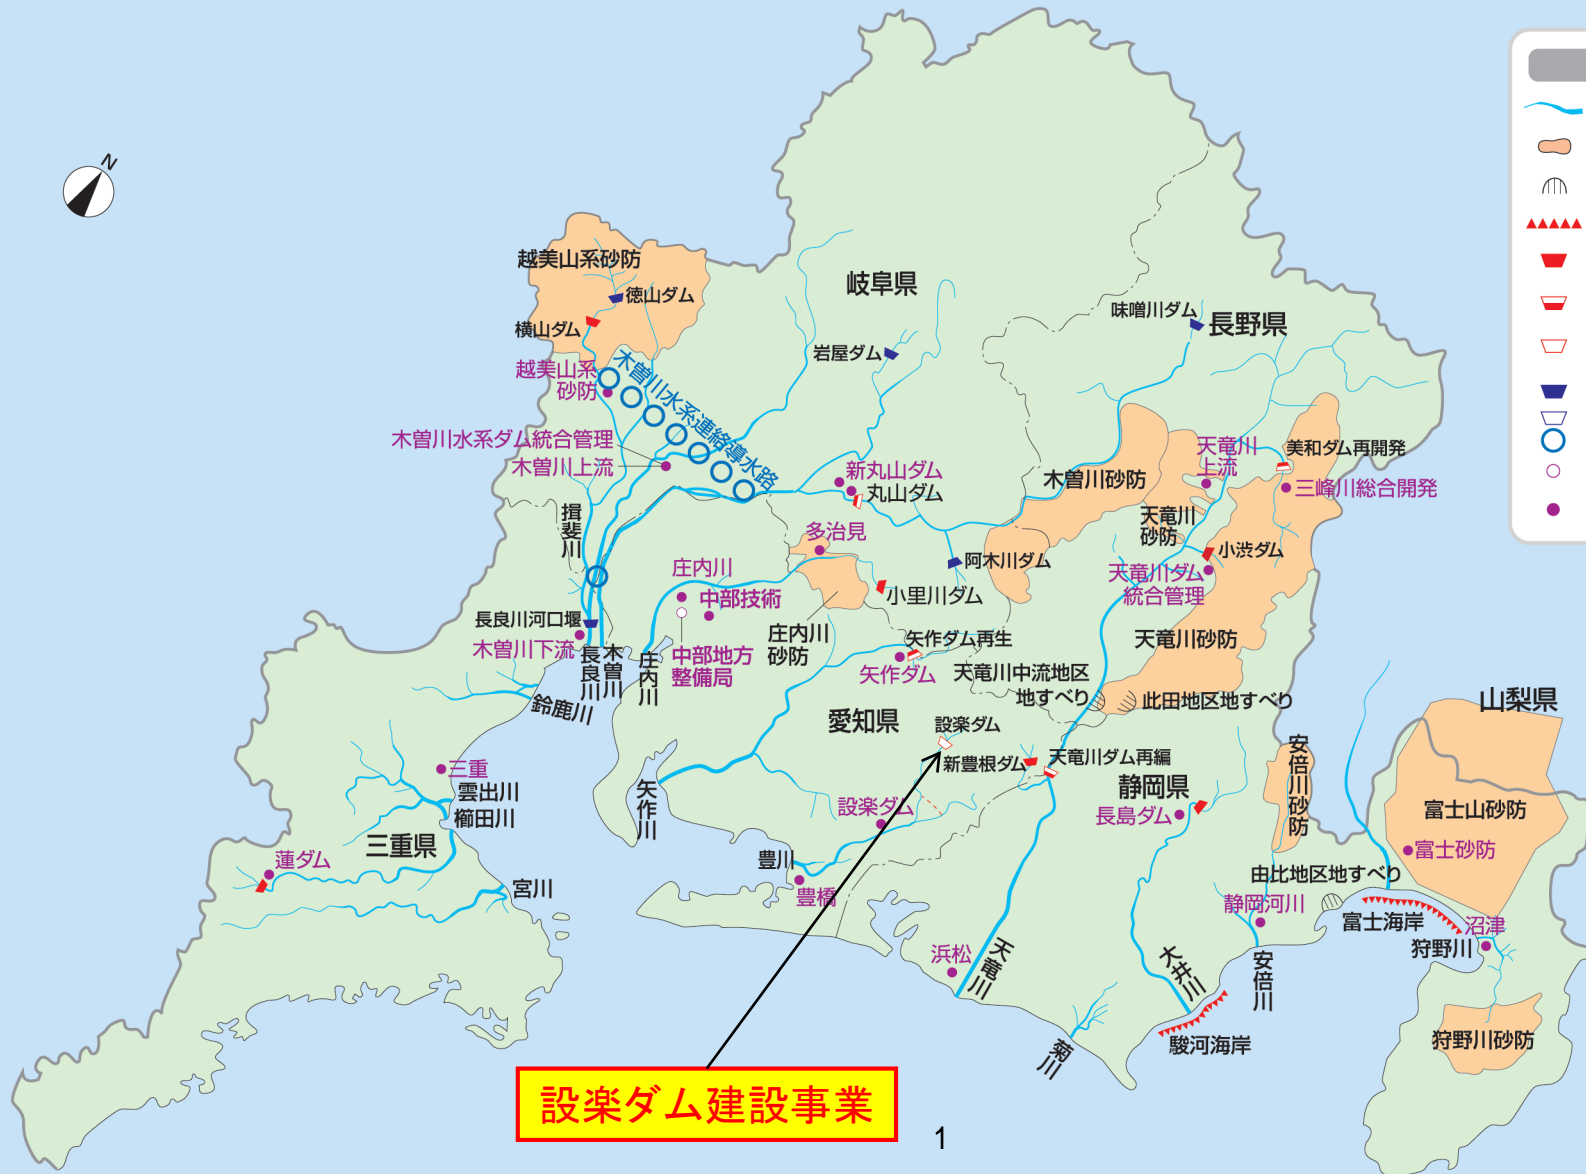 N
越美山系砂防
徳山ダム
横山ダム
越美山系
砂防
木曽川水系連絡導水路
木曽川水系ダム統合管理
木曽川上流
岐阜県
岩屋ダム
味噌川ダム
長野県
新丸山ダム
丸山ダム
多治見
木曽川砂防
天竜川
上流
美和ダム再開発
三峰川総合開発
天竜川
砂防
小渋ダム
天竜川ダム
統合管理
天竜川砂防
阿木川ダム
小里川ダム
揖斐川
庄内川
中部技術
中部地方
整備局
庄内川
砂防
長良川河口堰
木曽川下流
長良川
木曽川
庄内川
鈴鹿川
矢作ダム再生
矢作ダム
天竜川中流地区
地すべり
此田地区地すべり
愛知県
設楽ダム
新豊根ダム
天竜川ダム再編
静岡県
長島ダム
安倍川砂防
山梨県
富士山砂防
富士砂防
三重
雲出川
櫛田川
三重県
蓮ダム
宮川
矢作川
設楽ダム
豊川
豊橋
浜松
天竜川
菊川
大井川
駿河海岸
静岡河川
安倍川
由比地区地すべり
富士海岸
沼津
狩野川
狩野川砂防
設楽ダム建設事業
1